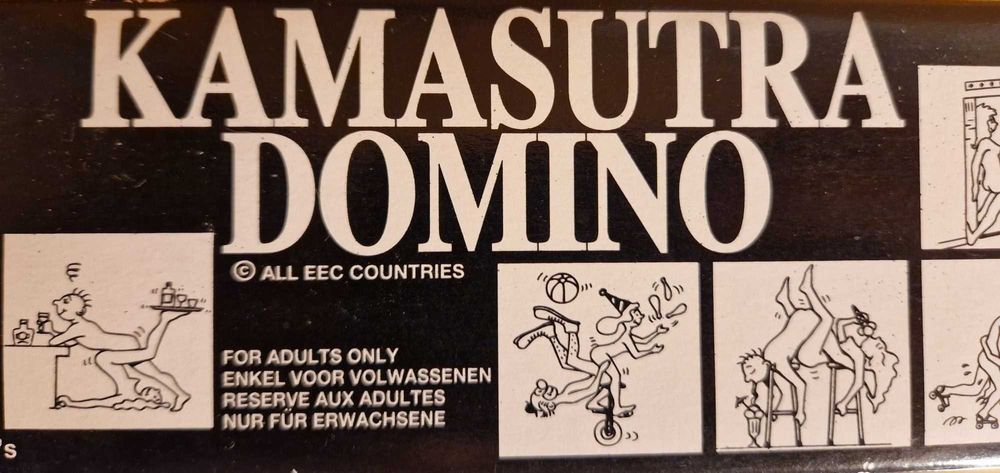 KAMASUTRA
DOMINO
© ALL EEC COUNTRIES
FOR ADULTS ONLY
ENKEL VOOR VOLWASSENEN
RESERVE AUX ADULTES
NUR FÜR ERWACHSENE
's